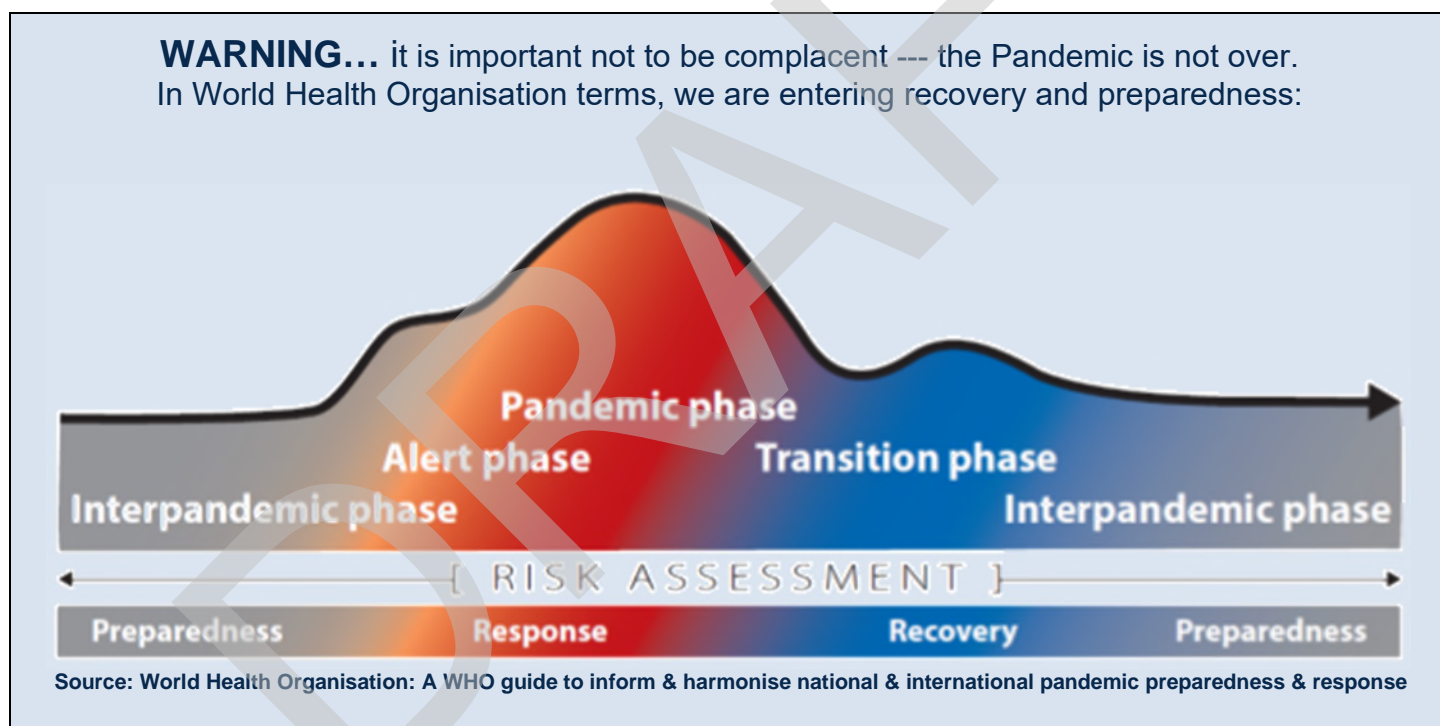 WARNING… it is important not to be complacent --- the Pandemic is not over.
In World Health Organisation terms, we are entering recovery and preparedness:
Pandemic phase
Alert phase
Transition phase
Interpandemic phase
Interpandemic phase
{ RISK ASSESSMENT }
Preparedness
Response
Recovery
Preparedness
Source: World Health Organisation: A WHO guide to inform & harmonise national & international pandemic preparedness & response
DRAF